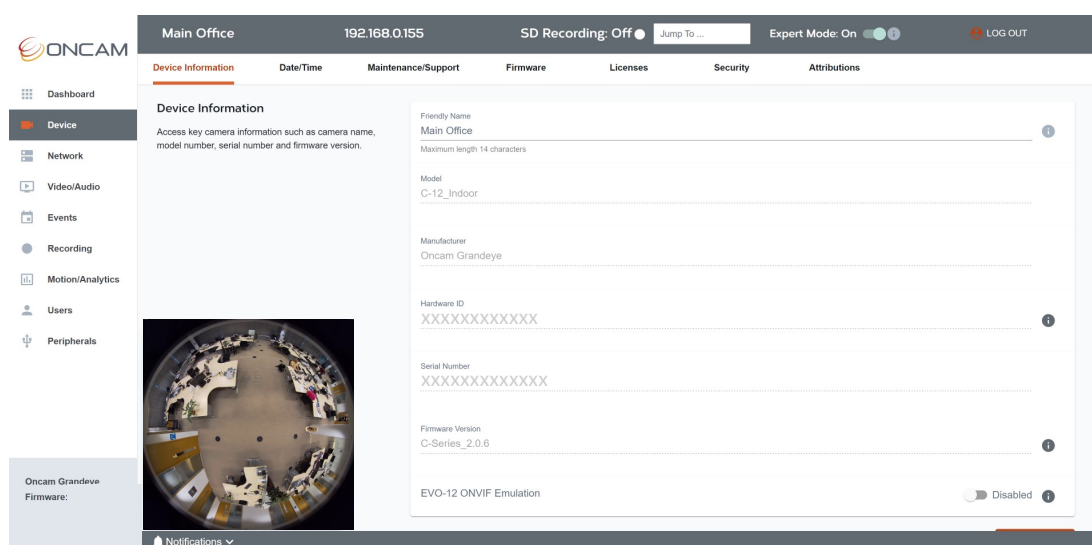 ONCAM
Main Office
192.168.0.155
SD Recording: Off
Jump To ...
Expert Mode: On
LOG OUT
Device Information
Date/Time
Maintenance/Support
Firmware
Licenses
Security
Attributions
Dashboard
Device
Network
Video/Audio
Events
Recording
Motion/Analytics
Users
Peripherals
Oncam Grandeye
Firmware:
Device Information
Access key camera information such as camera name,
model number, serial number and firmware version.
Friendly Name
Main Office
Maximum length 14 characters
Model
C-12_Indoor
Manufacturer
Oncam Grandeye
Hardware ID
XXXXXXXXXXXX
Serial Number
XXXXXXXXXXXXX
Firmware Version
C-Series_2.0.6
EVO-12 ONVIF Emulation
Disabled
Notifications